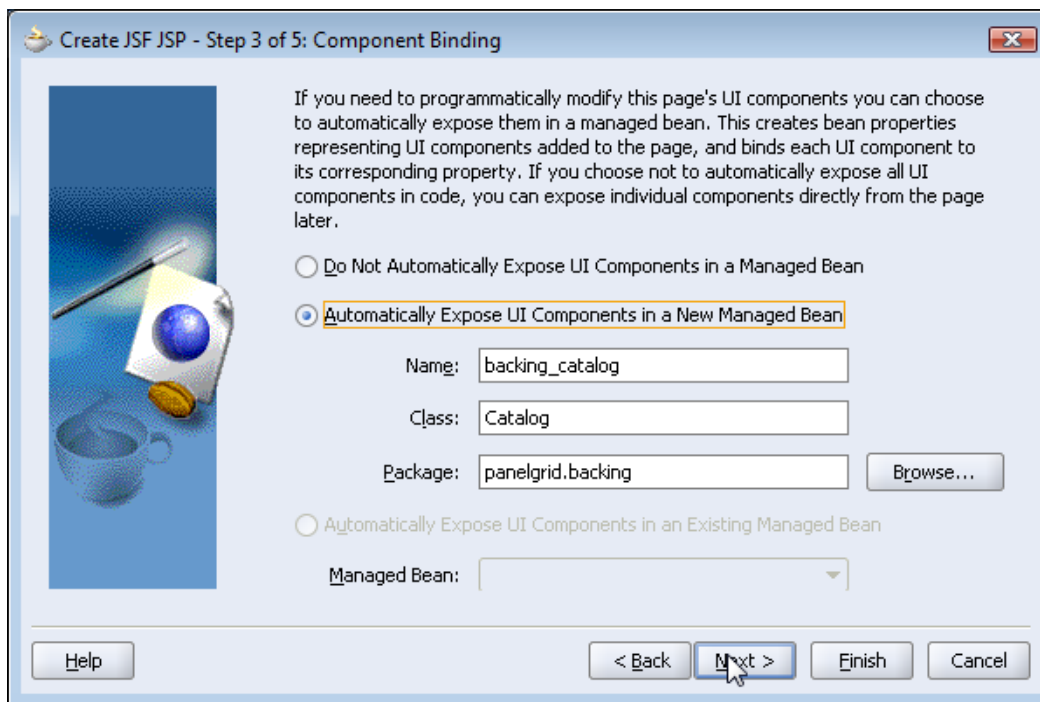 Create JSF JSP - Step 3 of 5: Component Binding
If you need to programmatically modify this page's UI components you can choose
to automatically expose them in a managed bean. This creates bean properties
representing UI components added to the page, and binds each UI component to
its corresponding property. If you choose not to automatically expose all UI
components in code, you can expose individual components directly from the page
later.
Do Not Automatically Expose UI Components in a Managed Bean
Automatically Expose UI Components in a New Managed Bean
Name: backing_catalog
Class: Catalog
Package: panelgrid.backing Browse...
Automatically Expose UI Components in an Existing Managed Bean
Managed Bean:
Help < Back Next > Finish Cancel